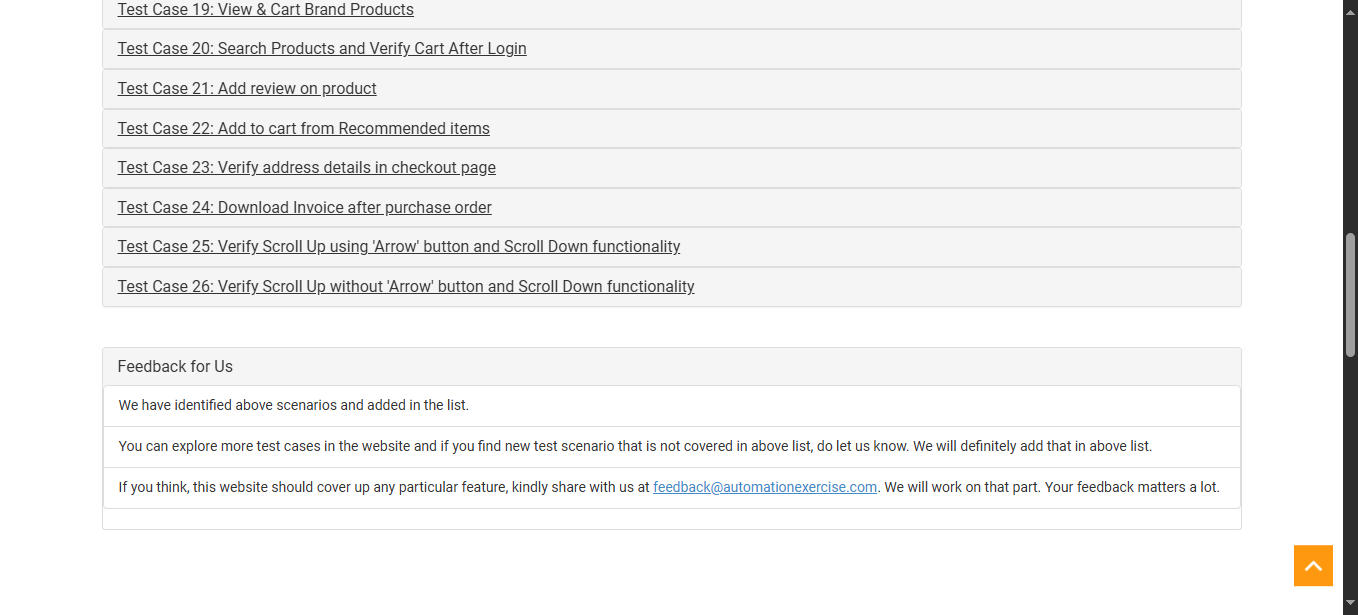 Test Case 19: View & Cart Brand Products
Test Case 20: Search Products and Verify Cart After Login
Test Case 21: Add review on product
Test Case 22: Add to cart from Recommended items
Test Case 23: Verify address details in checkout page
Test Case 24: Download Invoice after purchase order
Test Case 25: Verify Scroll Up using 'Arrow' button and Scroll Down functionality
Test Case 26: Verify Scroll Up without 'Arrow' button and Scroll Down functionality
Feedback for Us
We have identified above scenarios and added in the list.
You can explore more test cases in the website and if you find new test scenario that is not covered in above list, do let us know. We will definitely add that in above list.
If you think, this website should cover up any particular feature, kindly share with us at feedback@automationexercise.com. We will work on that part. Your feedback matters a lot.